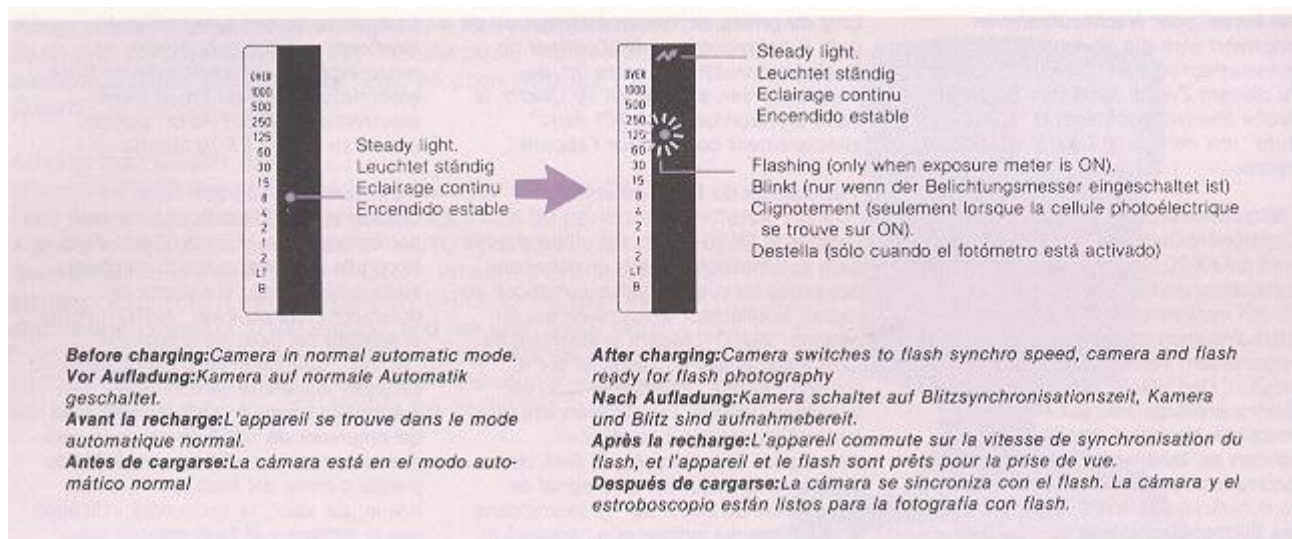 OVER
1000
500
250
125
60
30
15
8
4
2
1
2
LT
B
Steady light.
Leuchtet ständig
Eclairage continu
Encendido estable
OVER
1000
500
250
125
60
30
15
8
4
2
1
2
LT
B
Steady light.
Leuchtet ständig
Eclairage continu
Encendido estable
Flashing (only when exposure meter is ON).
Blinkt (nur wenn der Belichtungsmesser eingeschaltet ist)
Clignotement (seulement lorsque la cellule photoélectrique
se trouve sur ON).
Destella (sólo cuando el fotómetro está activado)
Before charging:Camera in normal automatic mode.
Vor Aufladung:Kamera auf normale Automatik
geschaltet.
Avant la recharge:L'appareil se trouve dans le mode
automatique normal.
Antes de cargarse:La cámara está en el modo auto-
mático normal
After charging:Camera switches to flash synchro speed, camera and flash
ready for flash photography
Nach Aufladung:Kamera schaltet auf Blitzsynchronisationszeit, Kamera
und Blitz sind aufnahmebereit.
Après la recharge:L'appareil commute sur la vitesse de synchronisation du
flash, et l'appareil et le flash sont prêts pour la prise de vue.
Después de cargarse:La cámara se sincroniza con el flash. La cámara y el
estroboscopio están listos para la fotografía con flash.